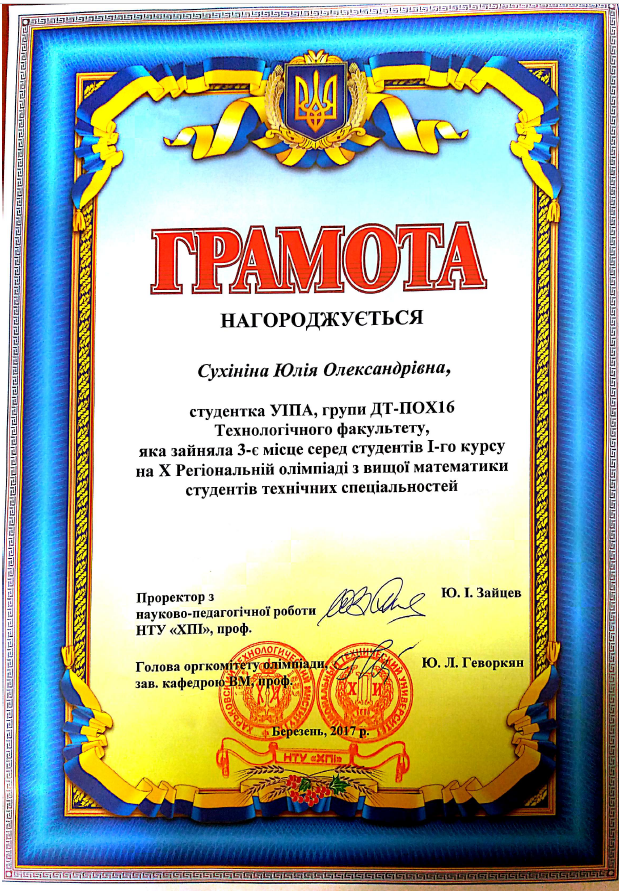 ГРАМОТА
НАГОРОДЖУЄТЬСЯ
Сухініна Юлія Олександрівна,
студентка УІПА, групи ДТ-ПОХ16
Технологічного факультету,
яка зайняла 3-є місце серед студентів І-го курсу
на Х Регіональній олімпіаді з вищої математики
студентів технічних спеціальностей
Проректор з
науково-педагогічної роботи
НТУ «ХПІ», проф.
Ю. І. Зайцев
Голова оргкомітету олімпіади,
зав. кафедрою ВМ, проф.
Ю. Л. Геворкян
Березень, 2017 р.
НТУ «ХПІ»